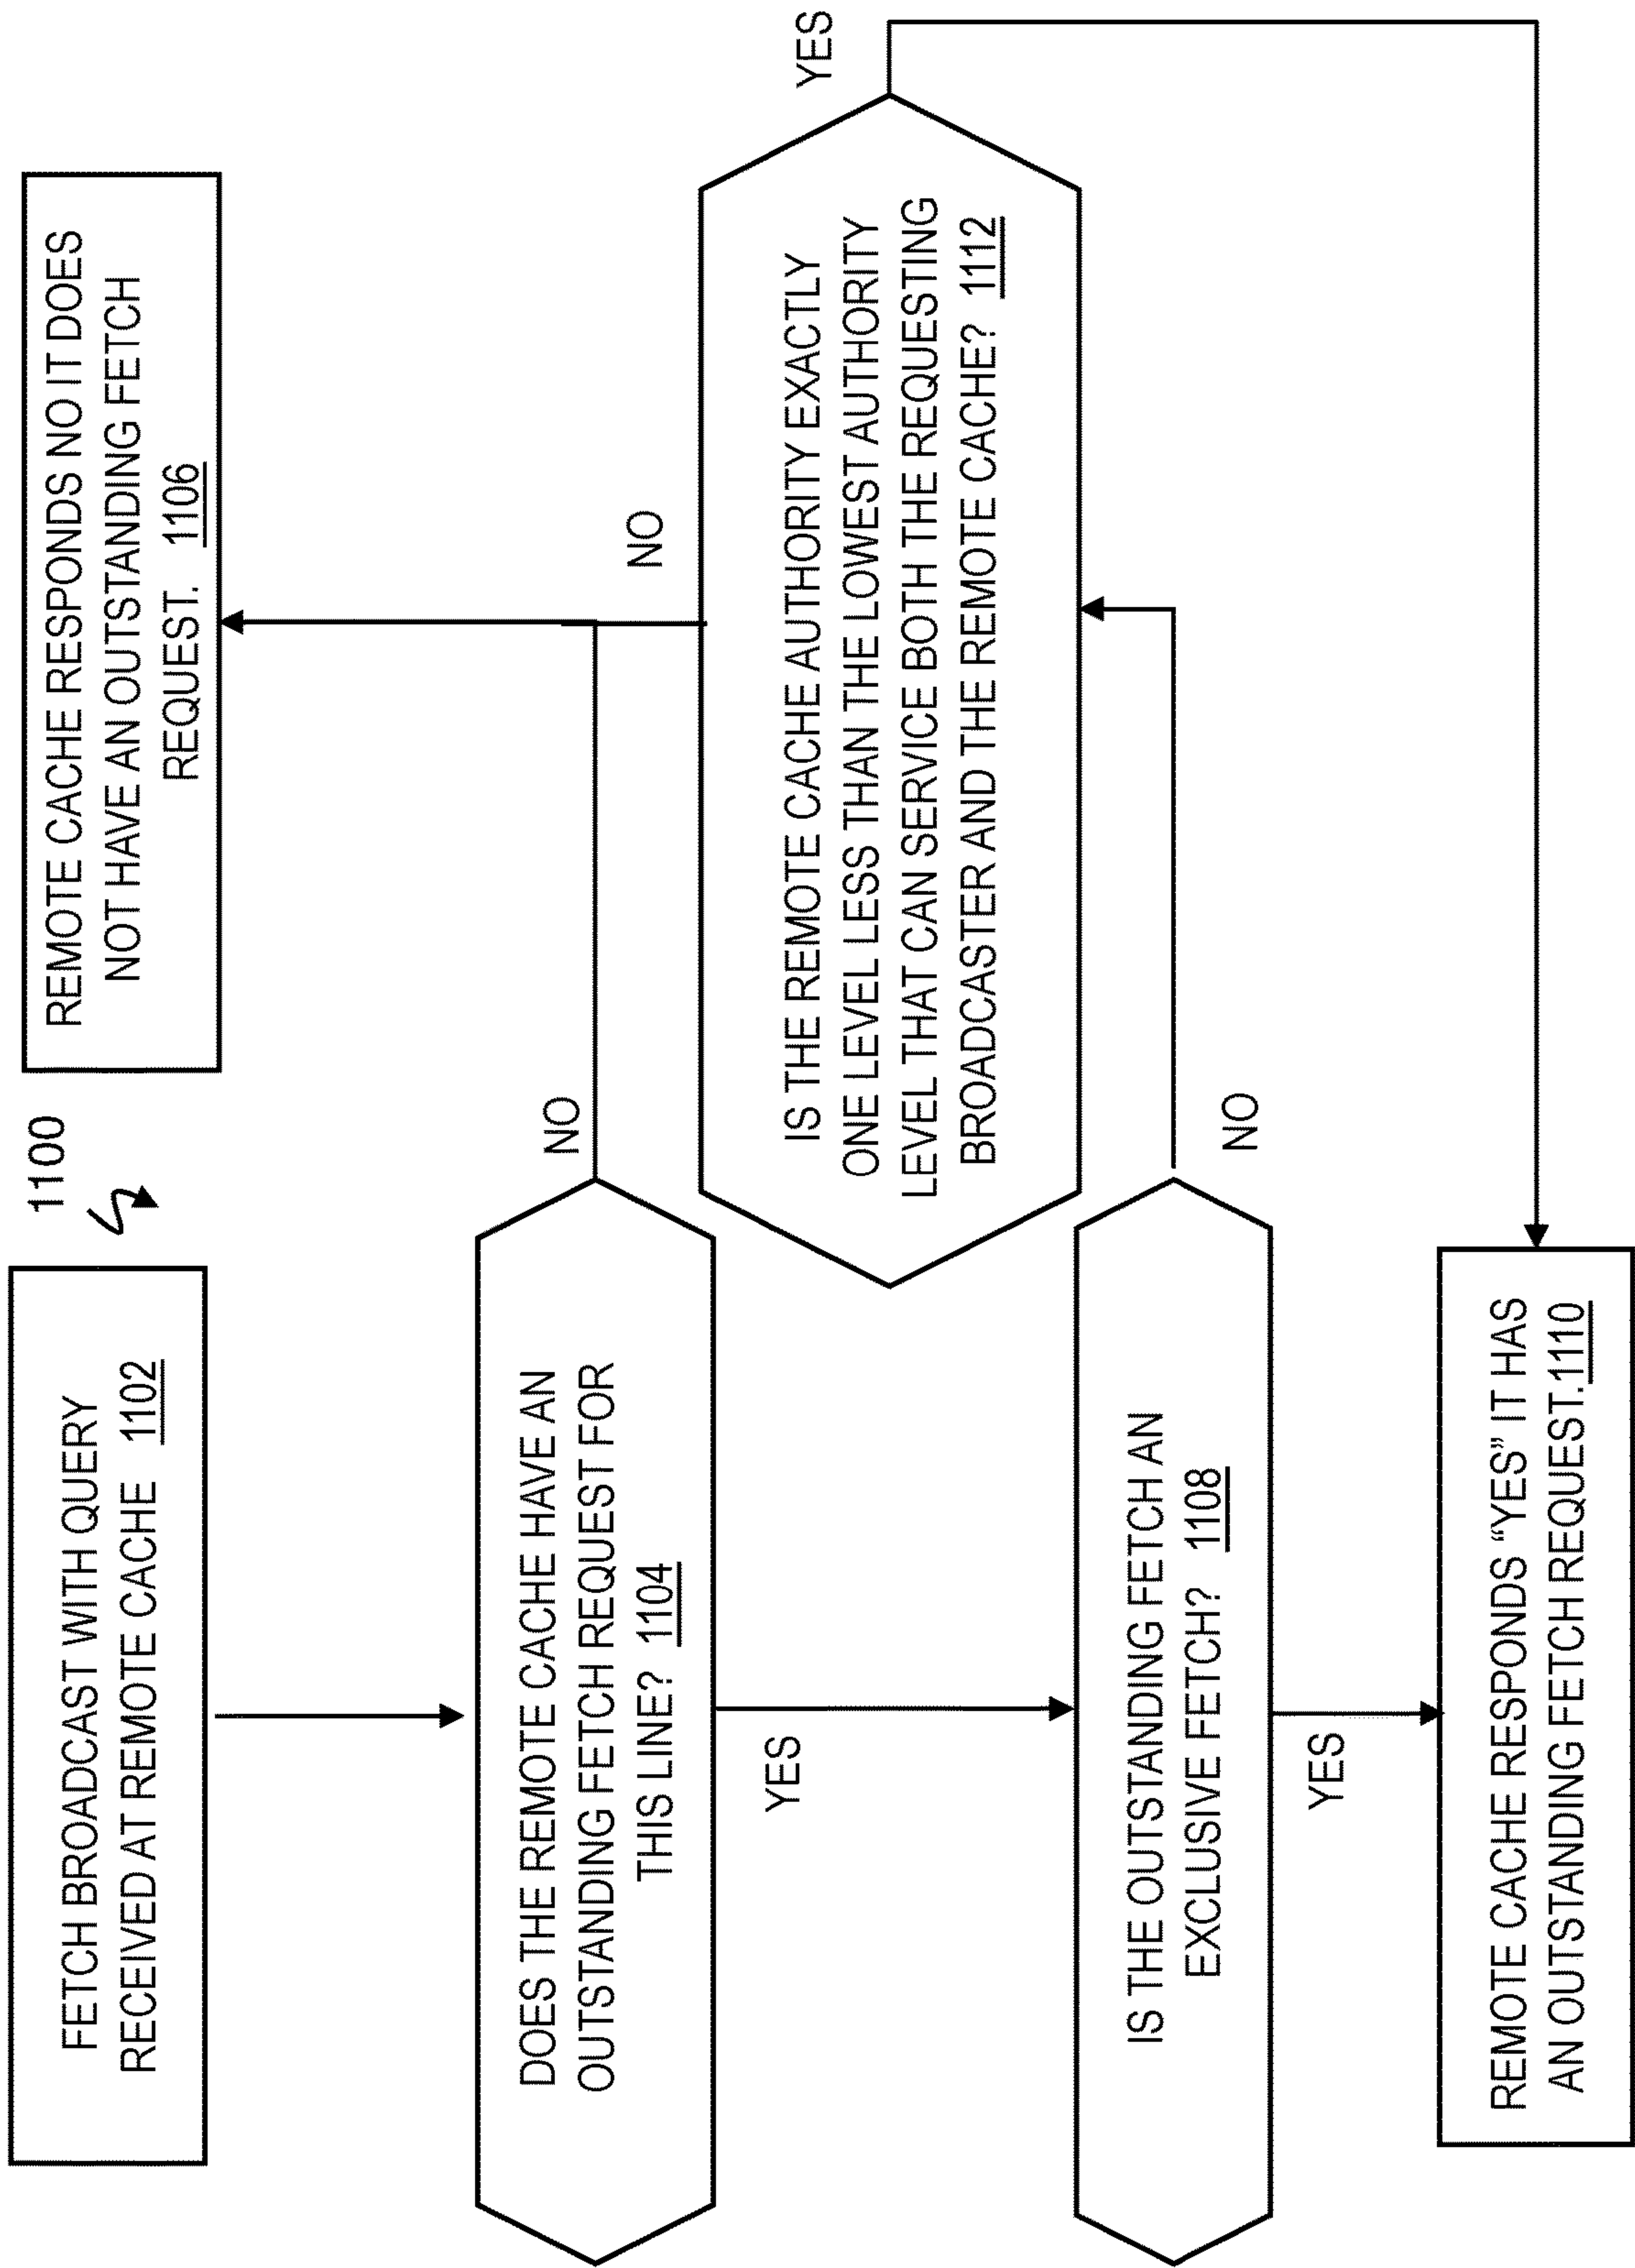 1100
FETCH BROADCAST WITH QUERY
RECEIVED AT REMOTE CACHE 1102
REMOTE CACHE RESPONDS NO IT DOES
NOT HAVE AN OUTSTANDING FETCH
REQUEST. 1106
DOES THE REMOTE CACHE HAVE AN
OUTSTANDING FETCH REQUEST FOR
THIS LINE? 1104
NO
NO
YES
IS THE REMOTE CACHE AUTHORITY EXACTLY
ONE LEVEL LESS THAN THE LOWEST AUTHORITY
LEVEL THAT CAN SERVICE BOTH THE REQUESTING
BROADCASTER AND THE REMOTE CACHE? 1112
YES
IS THE OUTSTANDING FETCH AN
EXCLUSIVE FETCH? 1108
NO
YES
REMOTE CACHE RESPONDS “YES” IT HAS
AN OUTSTANDING FETCH REQUEST.1110